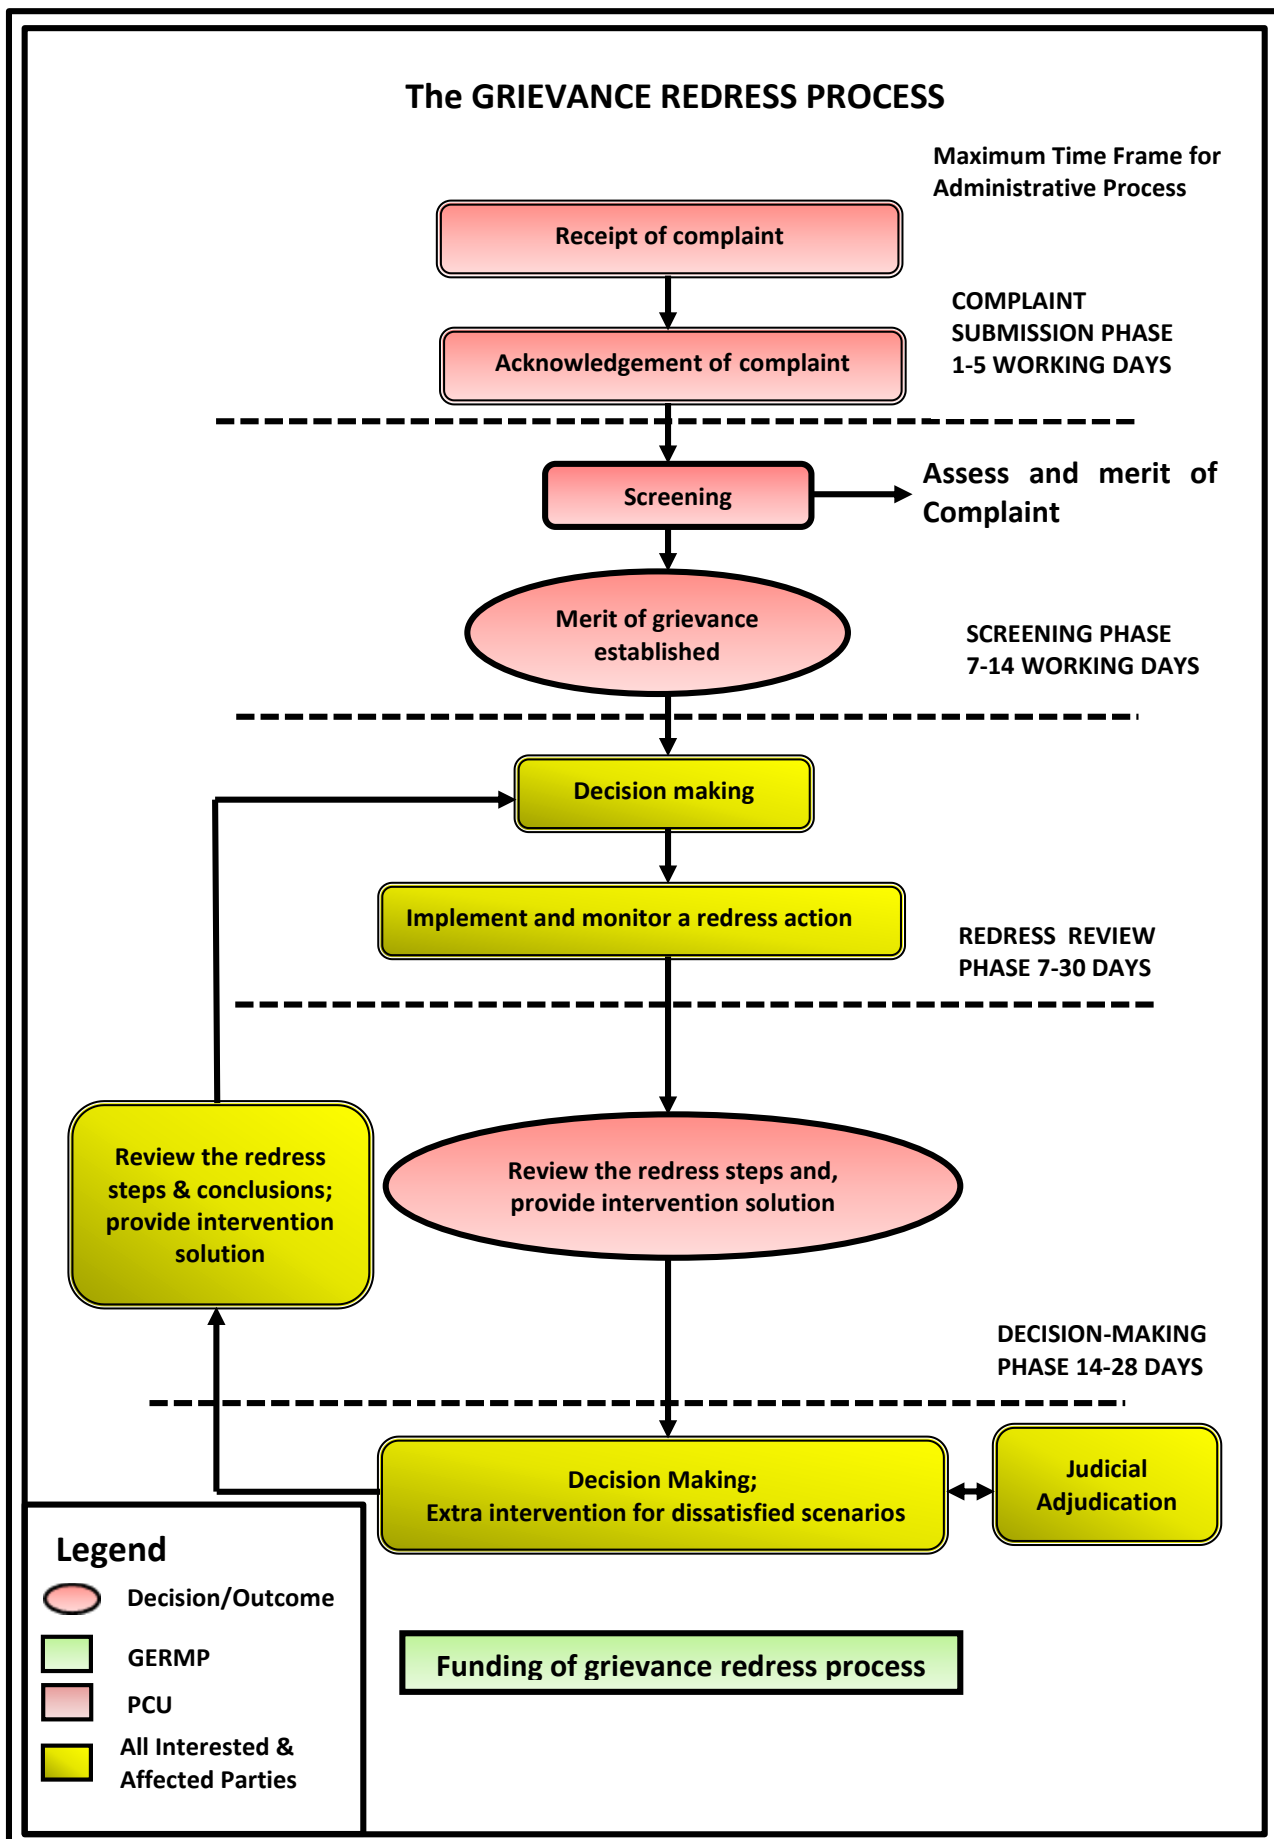 The GRIEVANCE REDRESS PROCESS
Maximum Time Frame for
Administrative Process
Receipt of complaint
COMPLAINT
SUBMISSION PHASE
1-5 WORKING DAYS
Acknowledgement of complaint
Screening
Assess and merit of
Complaint
Merit of grievance
established
SCREENING PHASE
7-14 WORKING DAYS
Decision making
Implement and monitor a redress action
REDRESS REVIEW
PHASE 7-30 DAYS
Review the redress
steps & conclusions;
provide intervention
solution
Review the redress steps and,
provide intervention solution
DECISION-MAKING
PHASE 14-28 DAYS
Decision Making;
Extra intervention for dissatisfied scenarios
Judicial
Adjudication
Legend
Decision/Outcome
GERMP
PCU
All Interested &
Affected Parties
Funding of grievance redress process